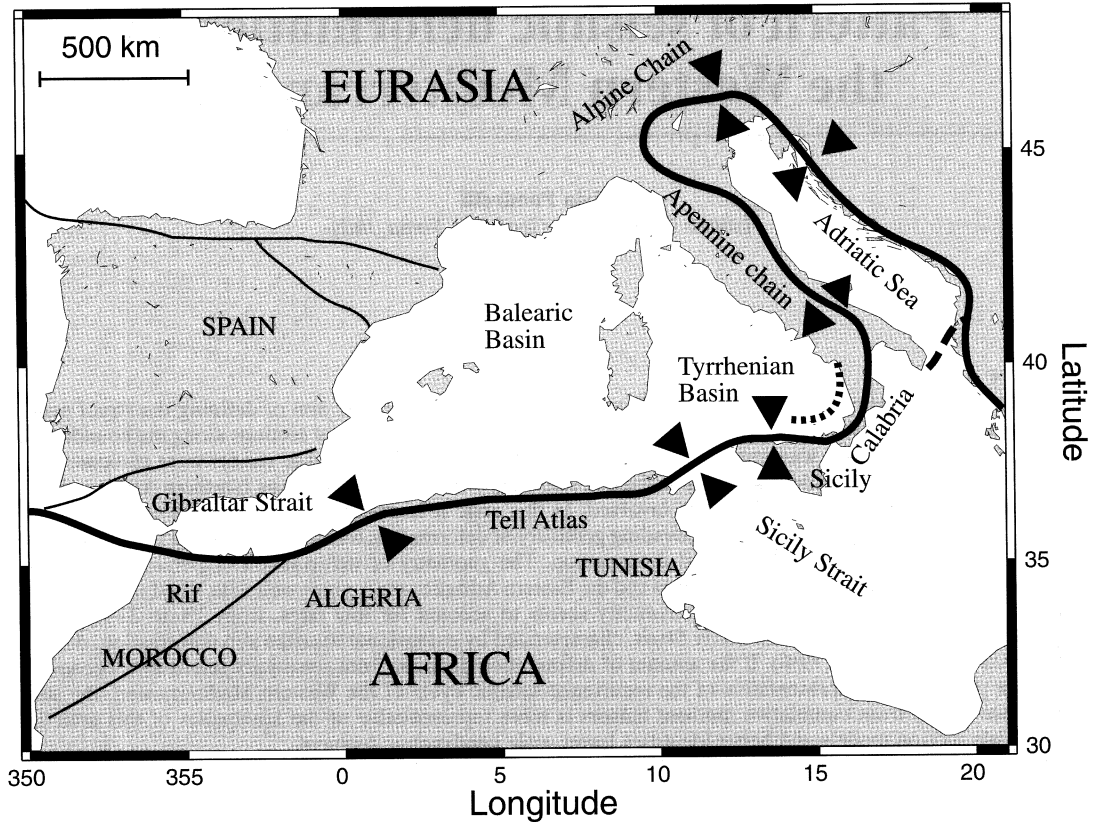 500 km
EURASIA
Alpine Chain
45
Apennine chain
Adriatic Sea
SPAIN
Balearic
Basin
Tyrrhenian
Basin
40
Latitude
Calabria
Sicily
Gibraltar Strait
Tell Atlas
Sicily Strait
TUNISIA
35
Rif
ALGERIA
MOROCCO
AFRICA
30
350
355
0
5
10
15
20
Longitude